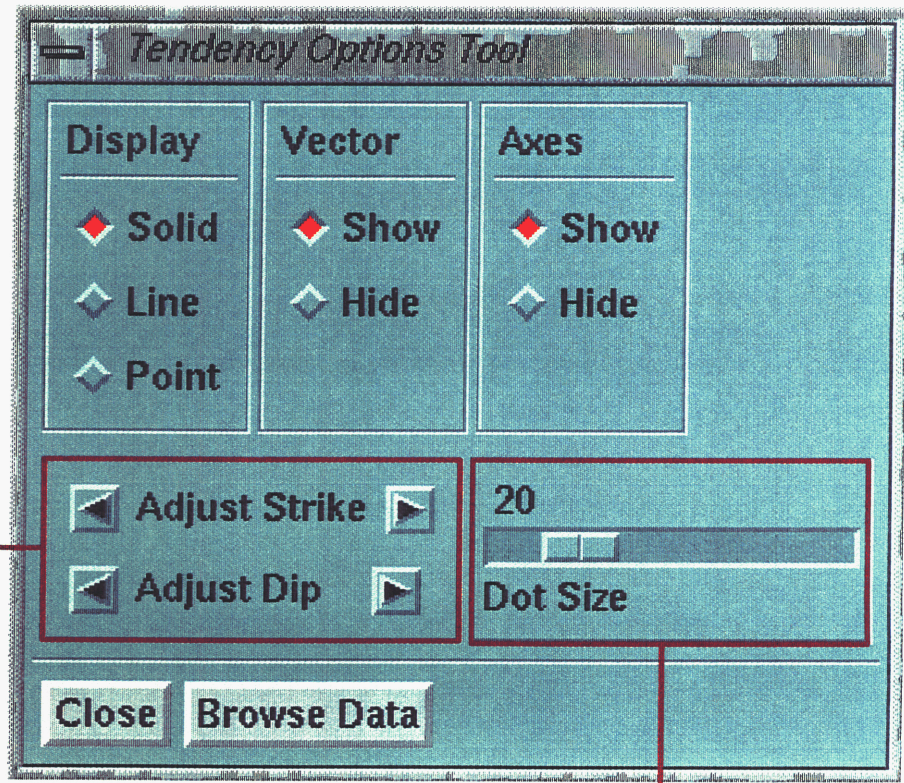 Tendency Options Tool
Display
Solid
Line
Point
Vector
Show
Hide
Axes
Show
Hide
Adjust Strike
Adjust Dip
20
Dot Size
Close
Browse Data